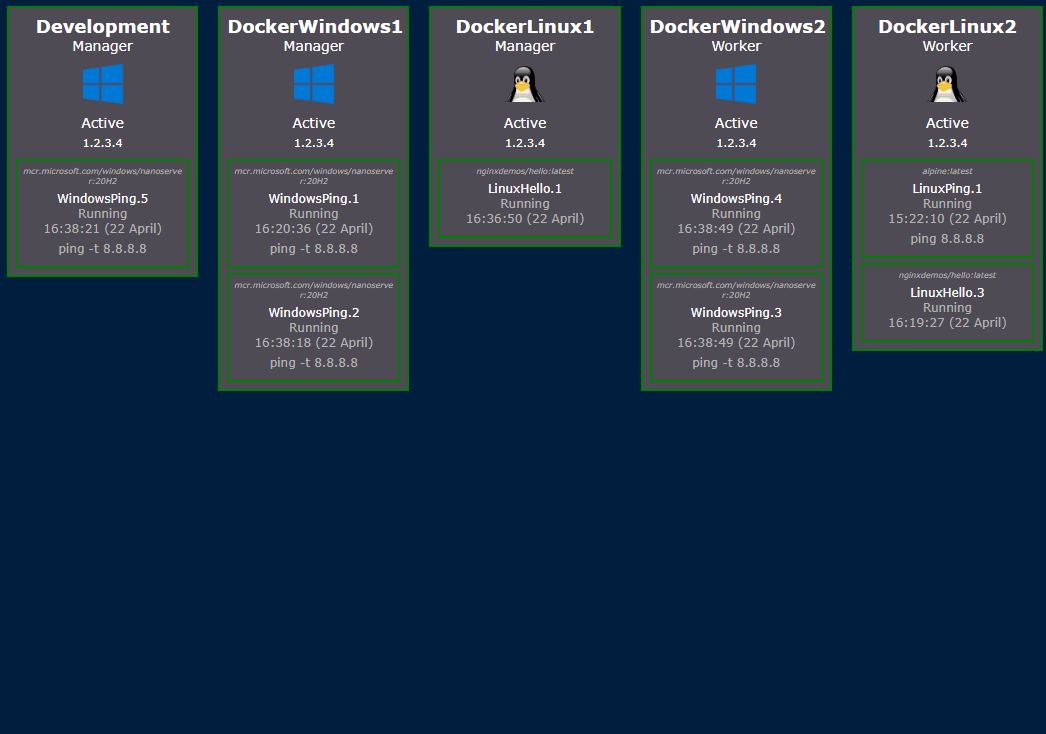 Development
Manager
Active
1.2.3.4
mcr.microsoft.com/windows/nanoserve
r:20H2
WindowsPing.5
Running
16:38:21 (22 April)
ping -t 8.8.8.8
DockerWindows1
Manager
Active
1.2.3.4
mcr.microsoft.com/windows/nanoserve
r:20H2
WindowsPing.1
Running
16:20:36 (22 April)
ping -t 8.8.8.8
mcr.microsoft.com/windows/nanoserve
r:20H2
WindowsPing.2
Running
16:38:18 (22 April)
ping -t 8.8.8.8
DockerLinux1
Manager
Active
1.2.3.4
nginxdemos/hello:latest
LinuxHello.1
Running
16:36:50 (22 April)
DockerWindows2
Worker
Active
1.2.3.4
mcr.microsoft.com/windows/nanoserve
r:20H2
WindowsPing.4
Running
16:38:49 (22 April)
ping -t 8.8.8.8
mcr.microsoft.com/windows/nanoserve
r:20H2
WindowsPing.3
Running
16:38:49 (22 April)
ping -t 8.8.8.8
DockerLinux2
Worker
Active
1.2.3.4
alpine:latest
LinuxPing.1
Running
15:22:10 (22 April)
ping 8.8.8.8
nginxdemos/hello:latest
LinuxHello.3
Running
16:19:27 (22 April)